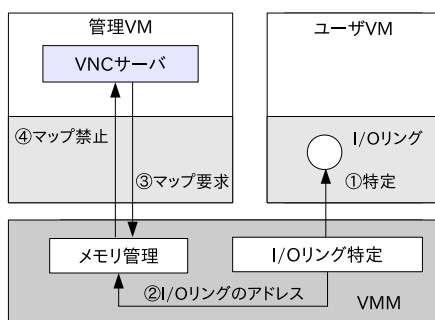 管理VM
ユーザVM
VNCサーバ
④マップ禁止
I/Oリング
③マップ要求
①特定
メモリ管理
I/Oリング特定
②I/Oリングのアドレス
VMM